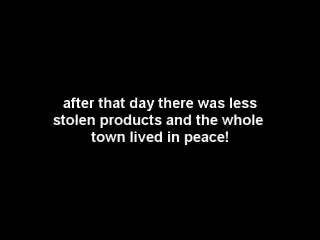 after that day there was less
stolen products and the whole
town lived in peace!